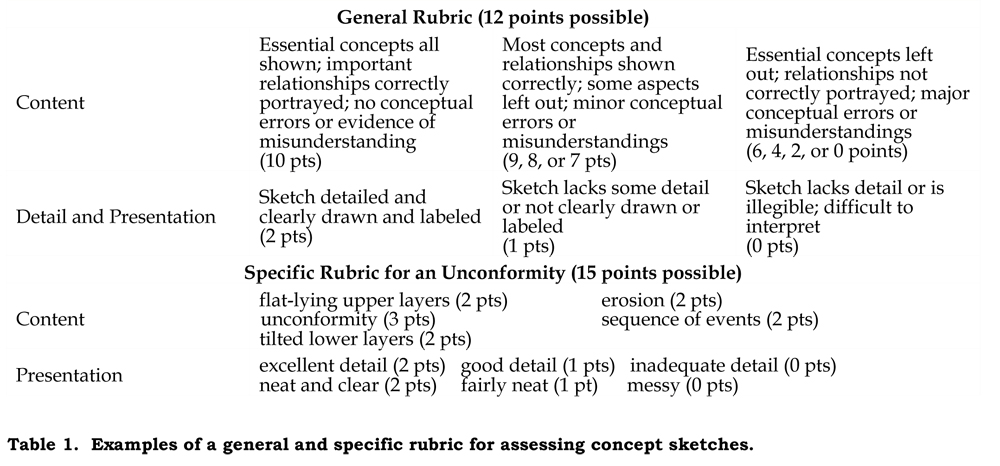 General Rubric (12 points possible)
Content
Essential concepts all
shown; important
relationships correctly
portrayed; no conceptual
errors or evidence of
misunderstanding
(10 pts)
Most concepts and
relationships shown
correctly; some aspects
left out; minor conceptual
errors or
misunderstandings
(9, 8, or 7 pts)
Essential concepts left
out; relationships not
correctly portrayed; major
conceptual errors or
misunderstandings
(6, 4, 2, or 0 points)
Detail and Presentation
Sketch detailed and
clearly drawn and labeled
(2 pts)
Sketch lacks some detail
or not clearly drawn or
labeled
(1 pts)
Sketch lacks detail or is
illegible; difficult to
interpret
(0 pts)
Specific Rubric for an Unconformity (15 points possible)
Content
flat-lying upper layers (2 pts)
unconformity (3 pts)
tilted lower layers (2 pts)
erosion (2 pts)
sequence of events (2 pts)
Presentation
excellent detail (2 pts) good detail (1 pts) inadequate detail (0 pts)
neat and clear (2 pts) fairly neat (1 pt) messy (0 pts)
Table 1. Examples of a general and specific rubric for assessing concept sketches.